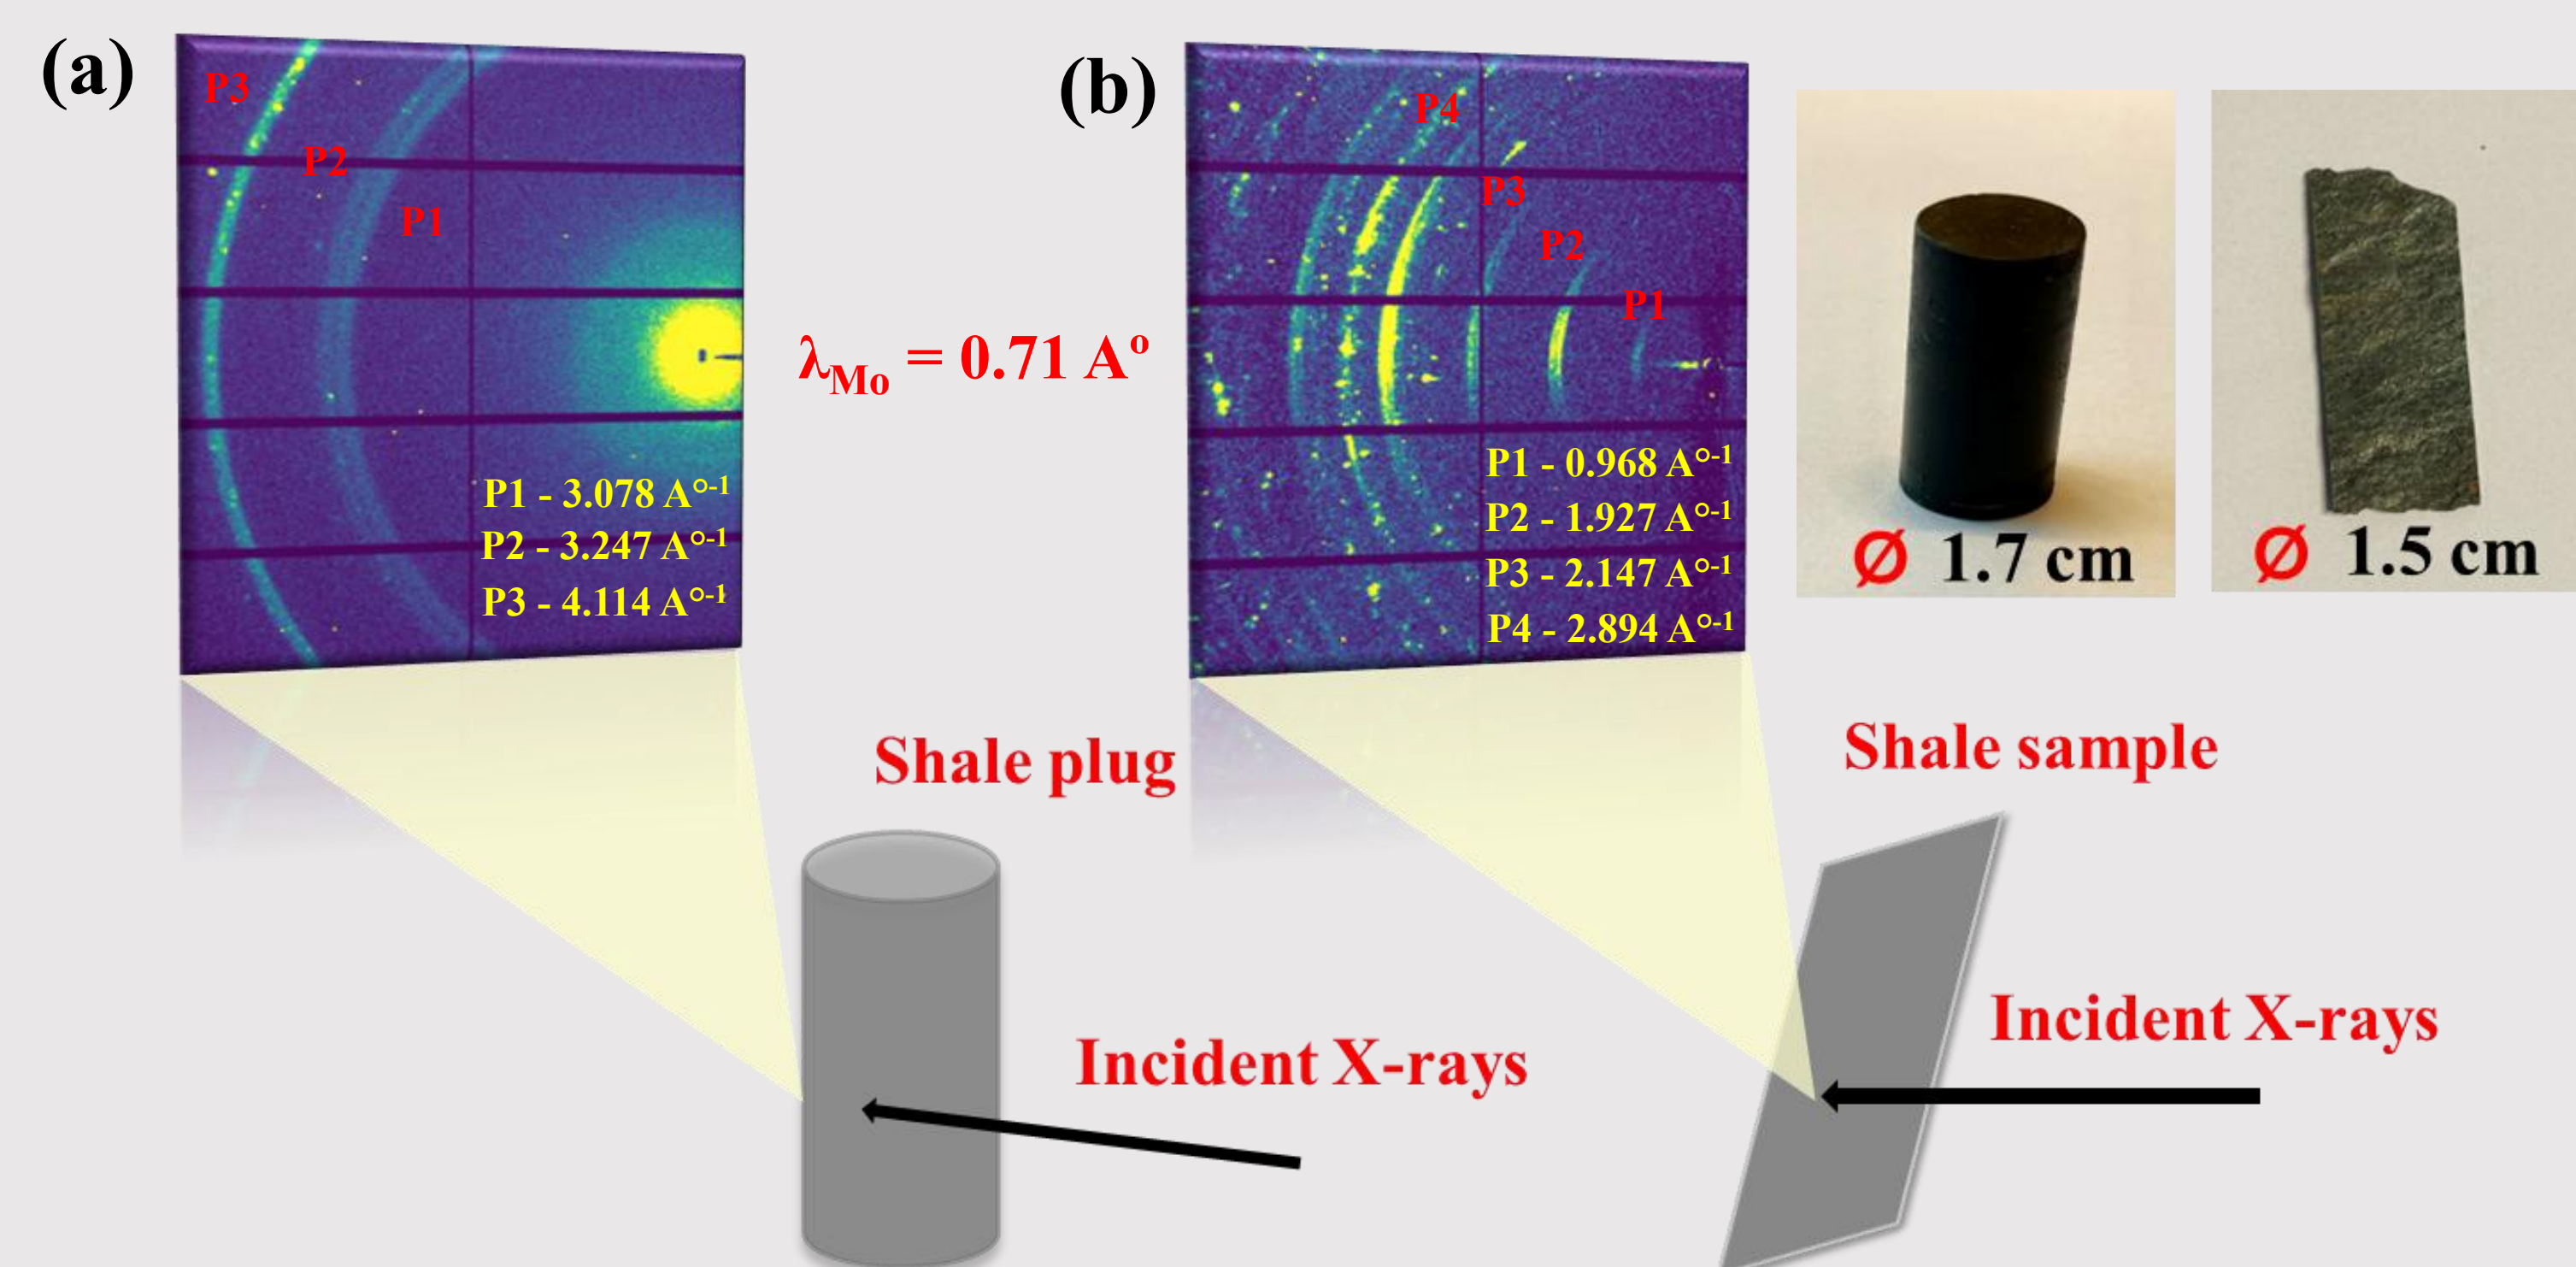 (a)
P3
P2
P1
P1 - 3.078 A°⁻¹
P2 - 3.247 A°⁻¹
P3 - 4.114 A°⁻¹
λMo = 0.71 Aº
(b)
P4
P3
P2
P1
P1 - 0.968 A°⁻¹
P2 - 1.927 A°⁻¹
P3 - 2.147 A°⁻¹
P4 - 2.894 A°⁻¹
Ø 1.7 cm
Ø 1.5 cm
Shale plug
Incident X-rays
Shale sample
Incident X-rays